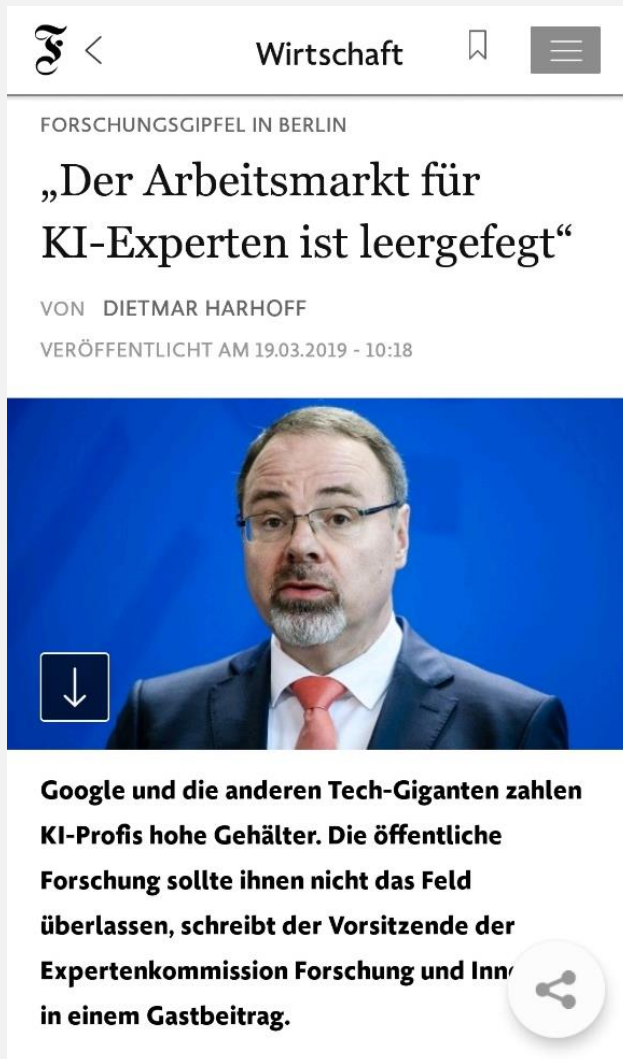 F
Wirtschaft
FORSCHUNGSGIPFEL IN BERLIN
„Der Arbeitsmarkt für
KI-Experten ist leergefegt“
VON DIETMAR HARHOFF
VERÖFFENTLICHT AM 19.03.2019 - 10:18
Google und die anderen Tech-Giganten zahlen
KI-Profis hohe Gehälter. Die öffentliche
Forschung sollte ihnen nicht das Feld
überlassen, schreibt der Vorsitzende der
Expertenkommission Forschung und
in einem Gastbeitrag.